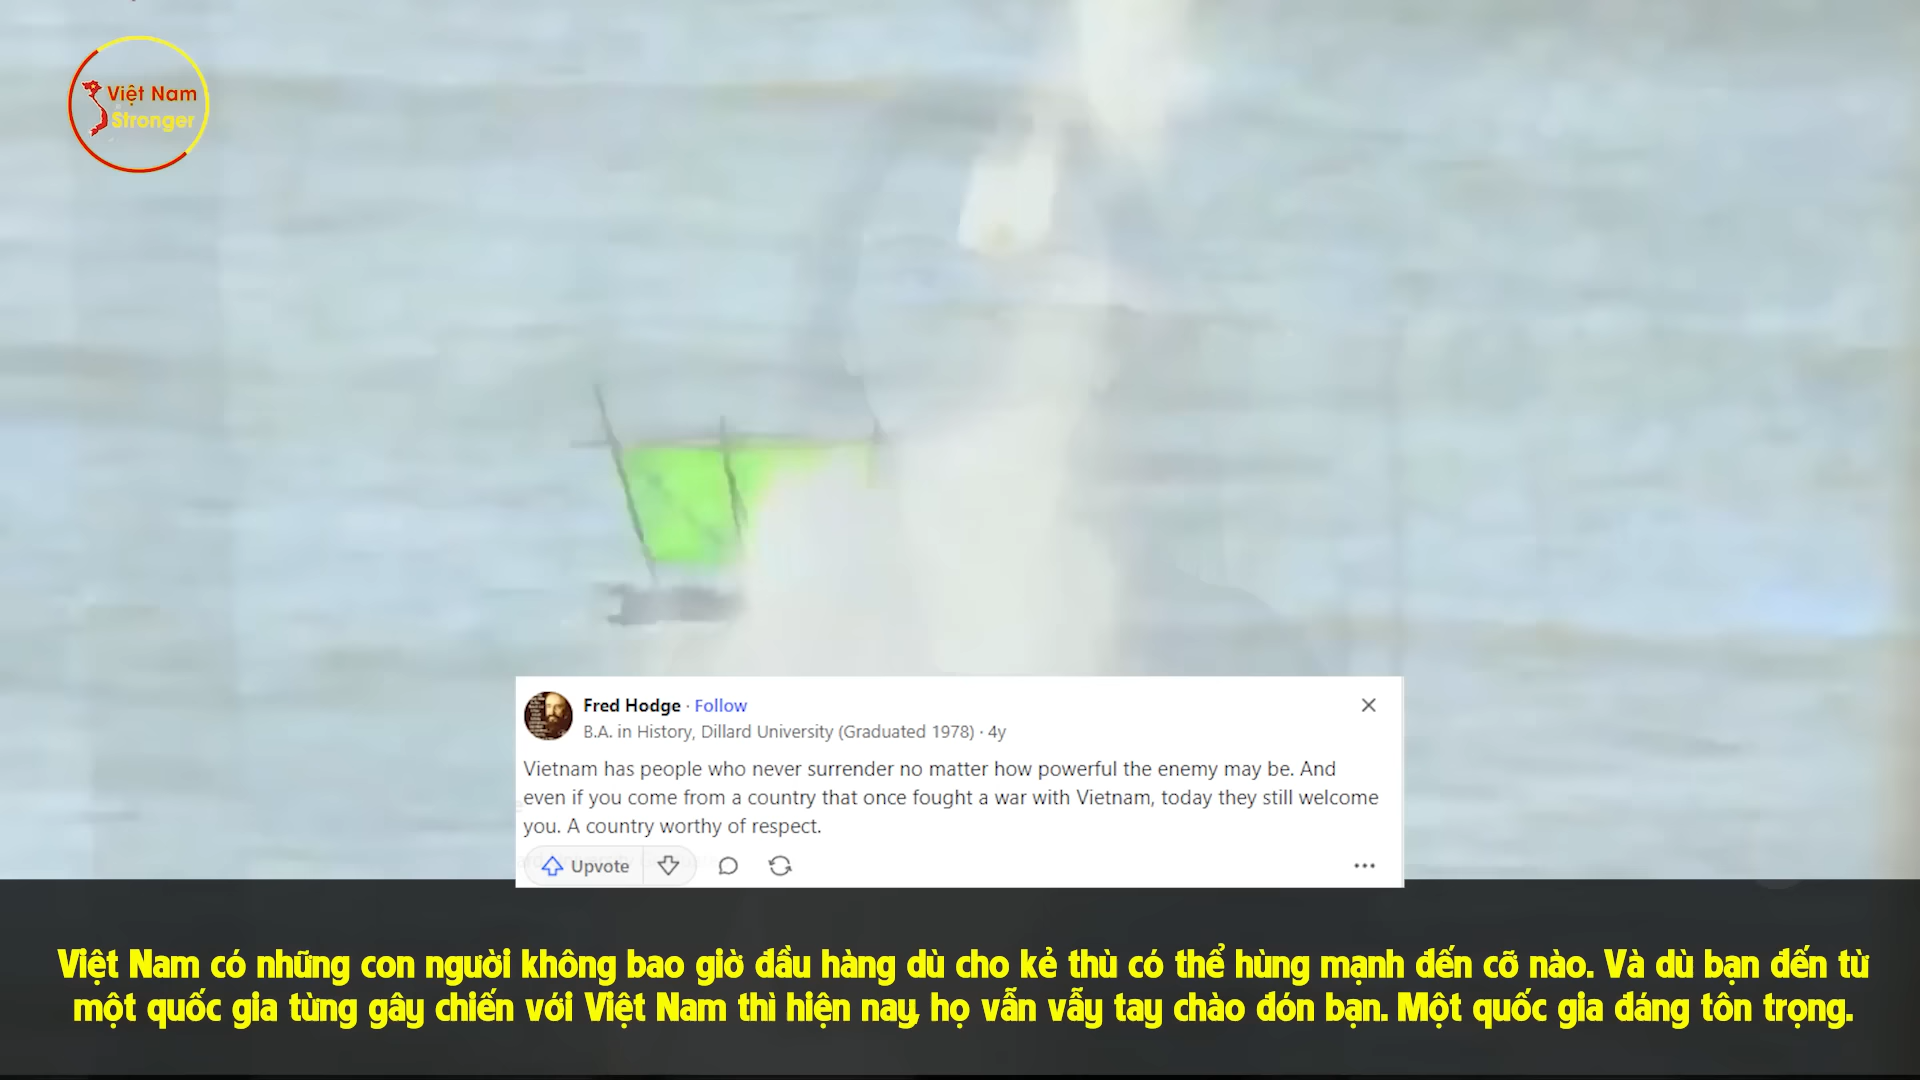 Việt Nam
Stronger
Fred Hodge · Follow
B.A. in History, Dillard University (Graduated 1978) · 4y
Vietnam has people who never surrender no matter how powerful the enemy may be. And
even if you come from a country that once fought a war with Vietnam, today they still welcome
you. A country worthy of respect.
Upvote
Việt Nam có những con người không bao giờ đầu hàng dù cho kẻ thù có thể hùng mạnh đến cỡ nào. Và dù bạn đến từ
một quốc gia từng gây chiến với Việt Nam thì hiện nay, họ vẫn vẫy tay chào đón bạn. Một quốc gia đáng tôn trọng.